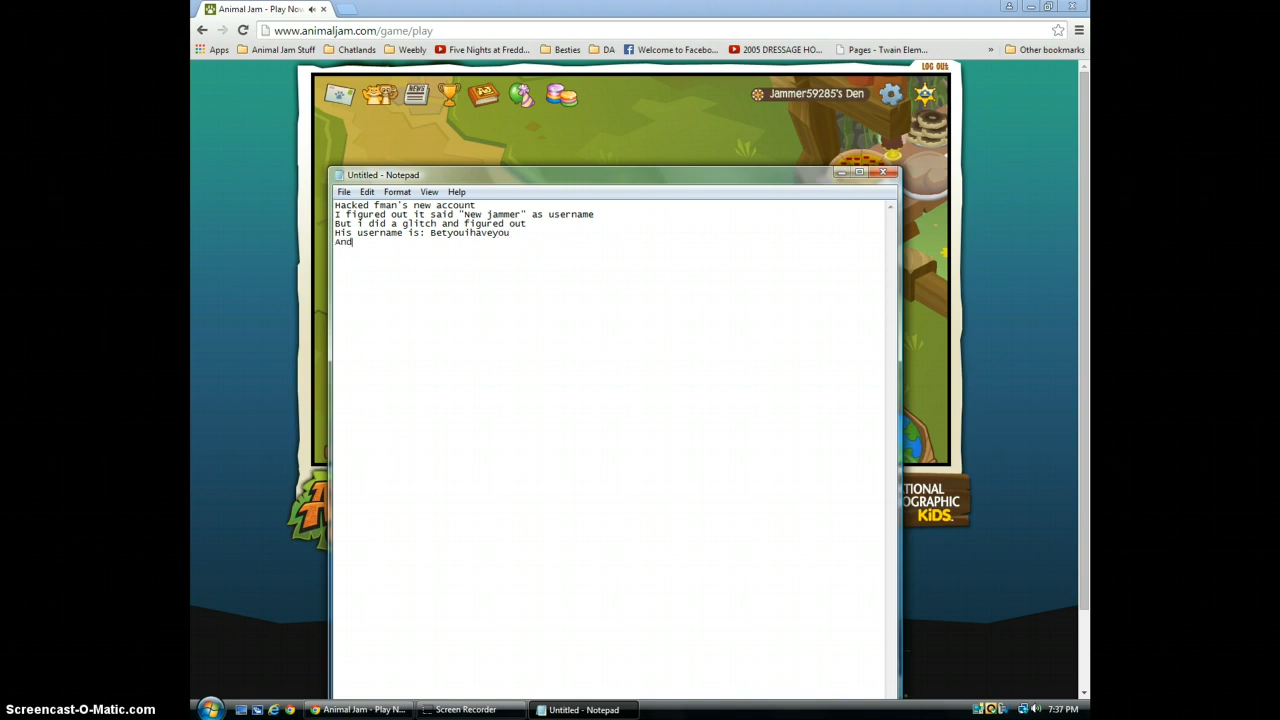 Animal Jam - Play Nov
www.animaljam.com/game/play
Apps
Animal Jam Stuff
Chatlands
Weebly
Five Nights at Fredd...
Besties
DA
Welcome to Facebo...
2005 DRESSAGE HO...
Pages - Twain Elem...
»
Other bookmarks
LOG OUT
NEWS
Jammer59285's Den
Untitled - Notepad
File Edit Format View Help
Hacked fman's new account
I figured out it said "New jammer" as username
But i did a glitch and figured out
His username is: Betyouihaveyou
And
TIONAL
OGRAPHIC
KiDS.
Screencast-O-Matic.com
Animal Jam - Play N...
Screen Recorder
Untitled - Notepad
7:37 PM